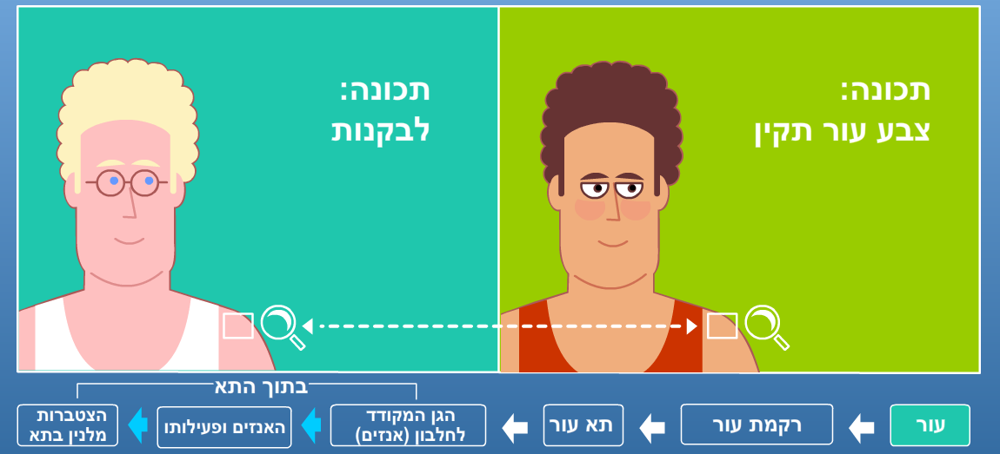 תכונה:
צבע עור תקין
תכונה:
לבקנות
בתוך התא
עור
רקמת עור
תא עור
הגן המקודד
לחלבון (אנזים)
האנזים ופעילותו
הצטברות
מלנין בתא